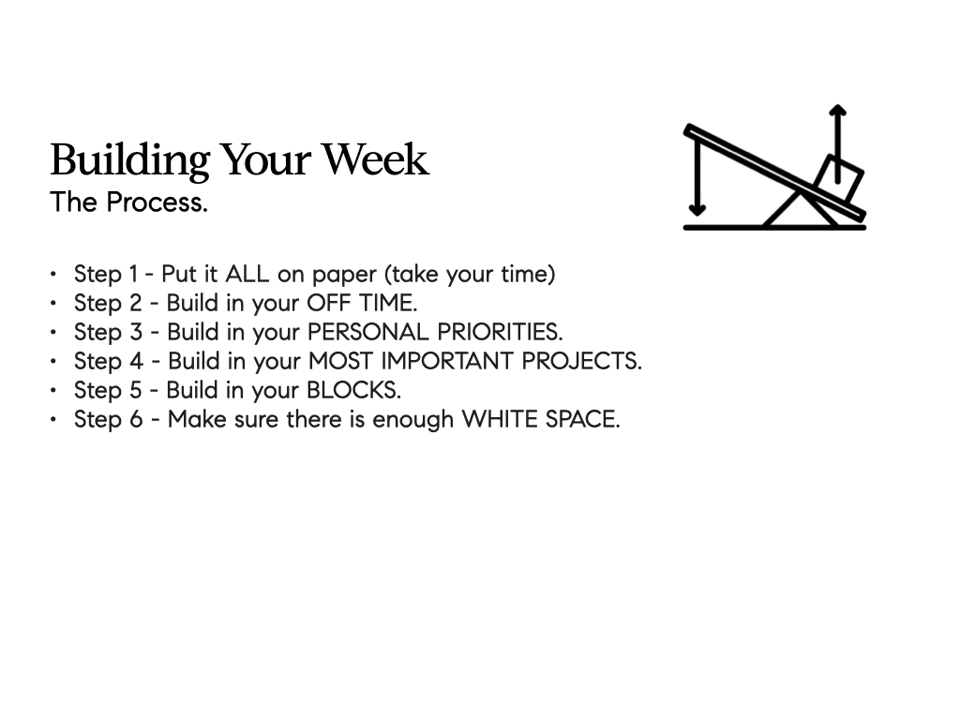 Building Your Week
The Process.
• Step 1 - Put it ALL on paper (take your time)
• Step 2 - Build in your OFF TIME.
• Step 3 - Build in your PERSONAL PRIORITIES.
• Step 4 - Build in your MOST IMPORTANT PROJECTS.
• Step 5 - Build in your BLOCKS.
• Step 6 - Make sure there is enough WHITE SPACE.